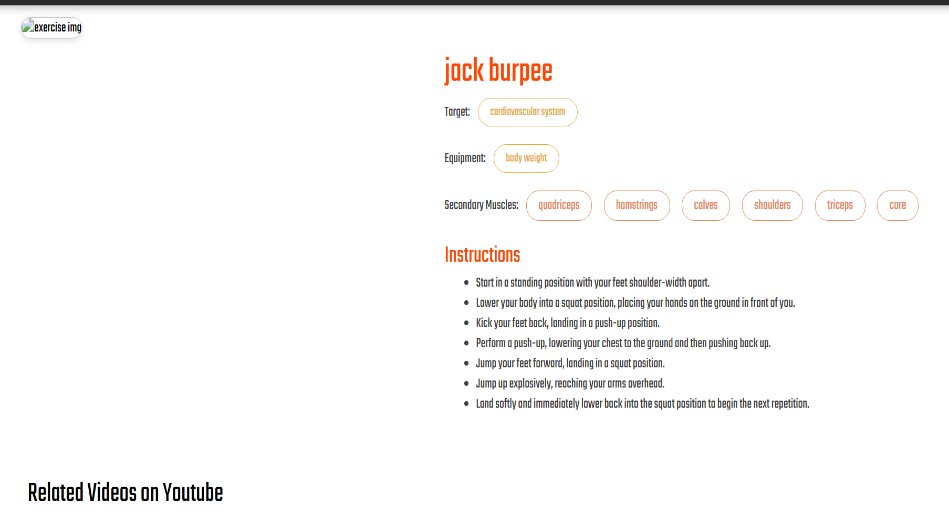 exercise img
jack burpee
Target: cardiovascular system
Equipment: body weight
Secondary Muscles: quadriceps hamstrings calves shoulders triceps core
Instructions
Start in a standing position with your feet shoulder-width apart.
Lower your body into a squat position, placing your hands on the ground in front of you.
Kick your feet back, landing in a push-up position.
Perform a push-up, lowering your chest to the ground and then pushing back up.
Jump your feet forward, landing in a squat position.
Jump up explosively, reaching your arms overhead.
Land softly and immediately lower back into the squat position to begin the next repetition.
Related Videos on Youtube